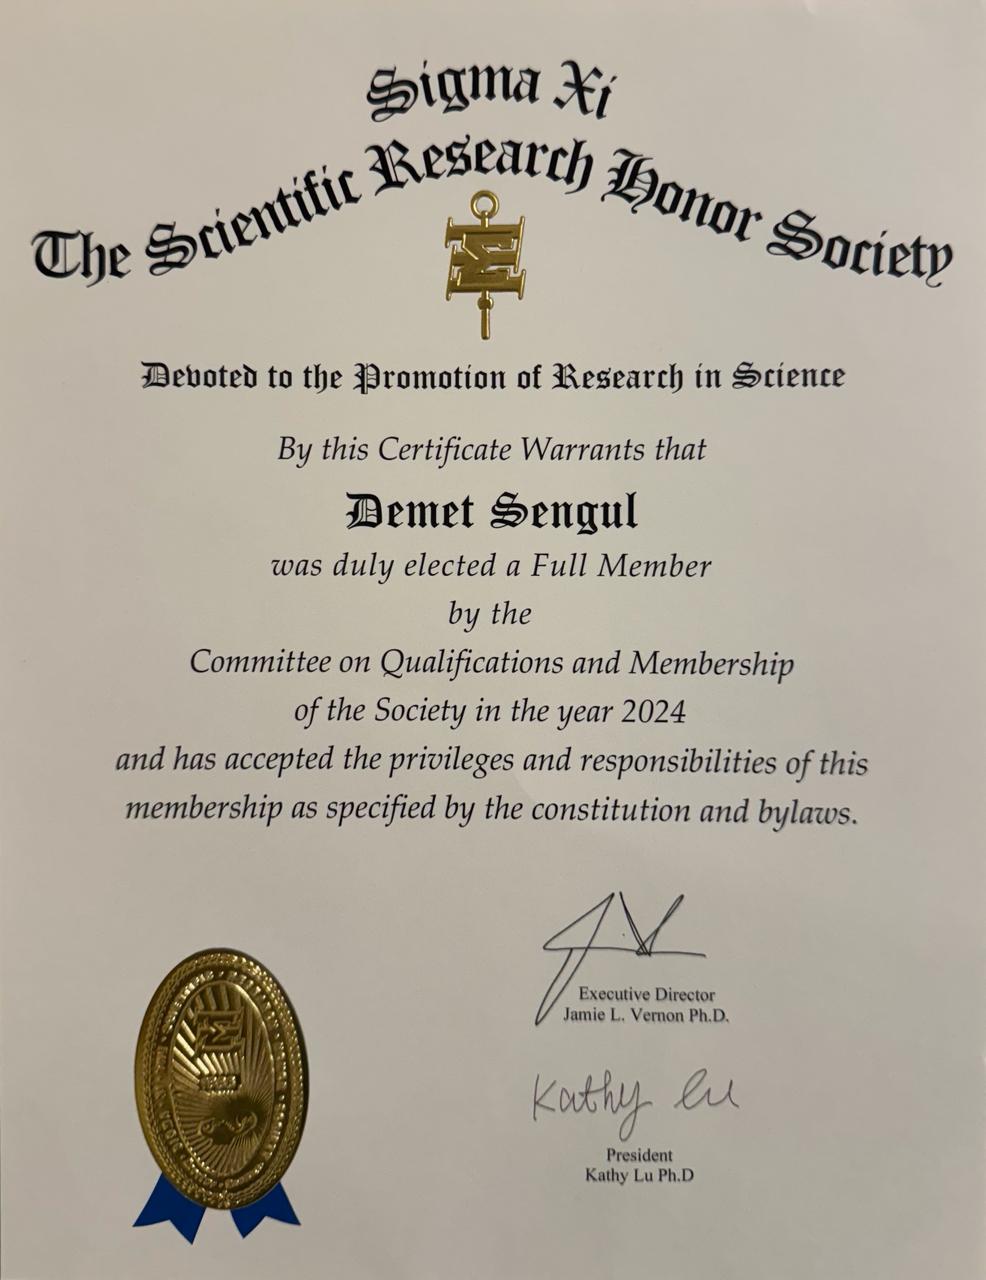 Sigma Xi
The Scientific Research Honor Society
Devoted to the Promotion of Research in Science
By this Certificate Warrants that
Demet Sengul
was duly elected a Full Member
by the
Committee on Qualifications and Membership
of the Society in the year 2024
and has accepted the privileges and responsibilities of this
membership as specified by the constitution and bylaws.
Executive Director
Jamie L. Vernon Ph.D.
Kathy Lu
President
Kathy Lu Ph.D